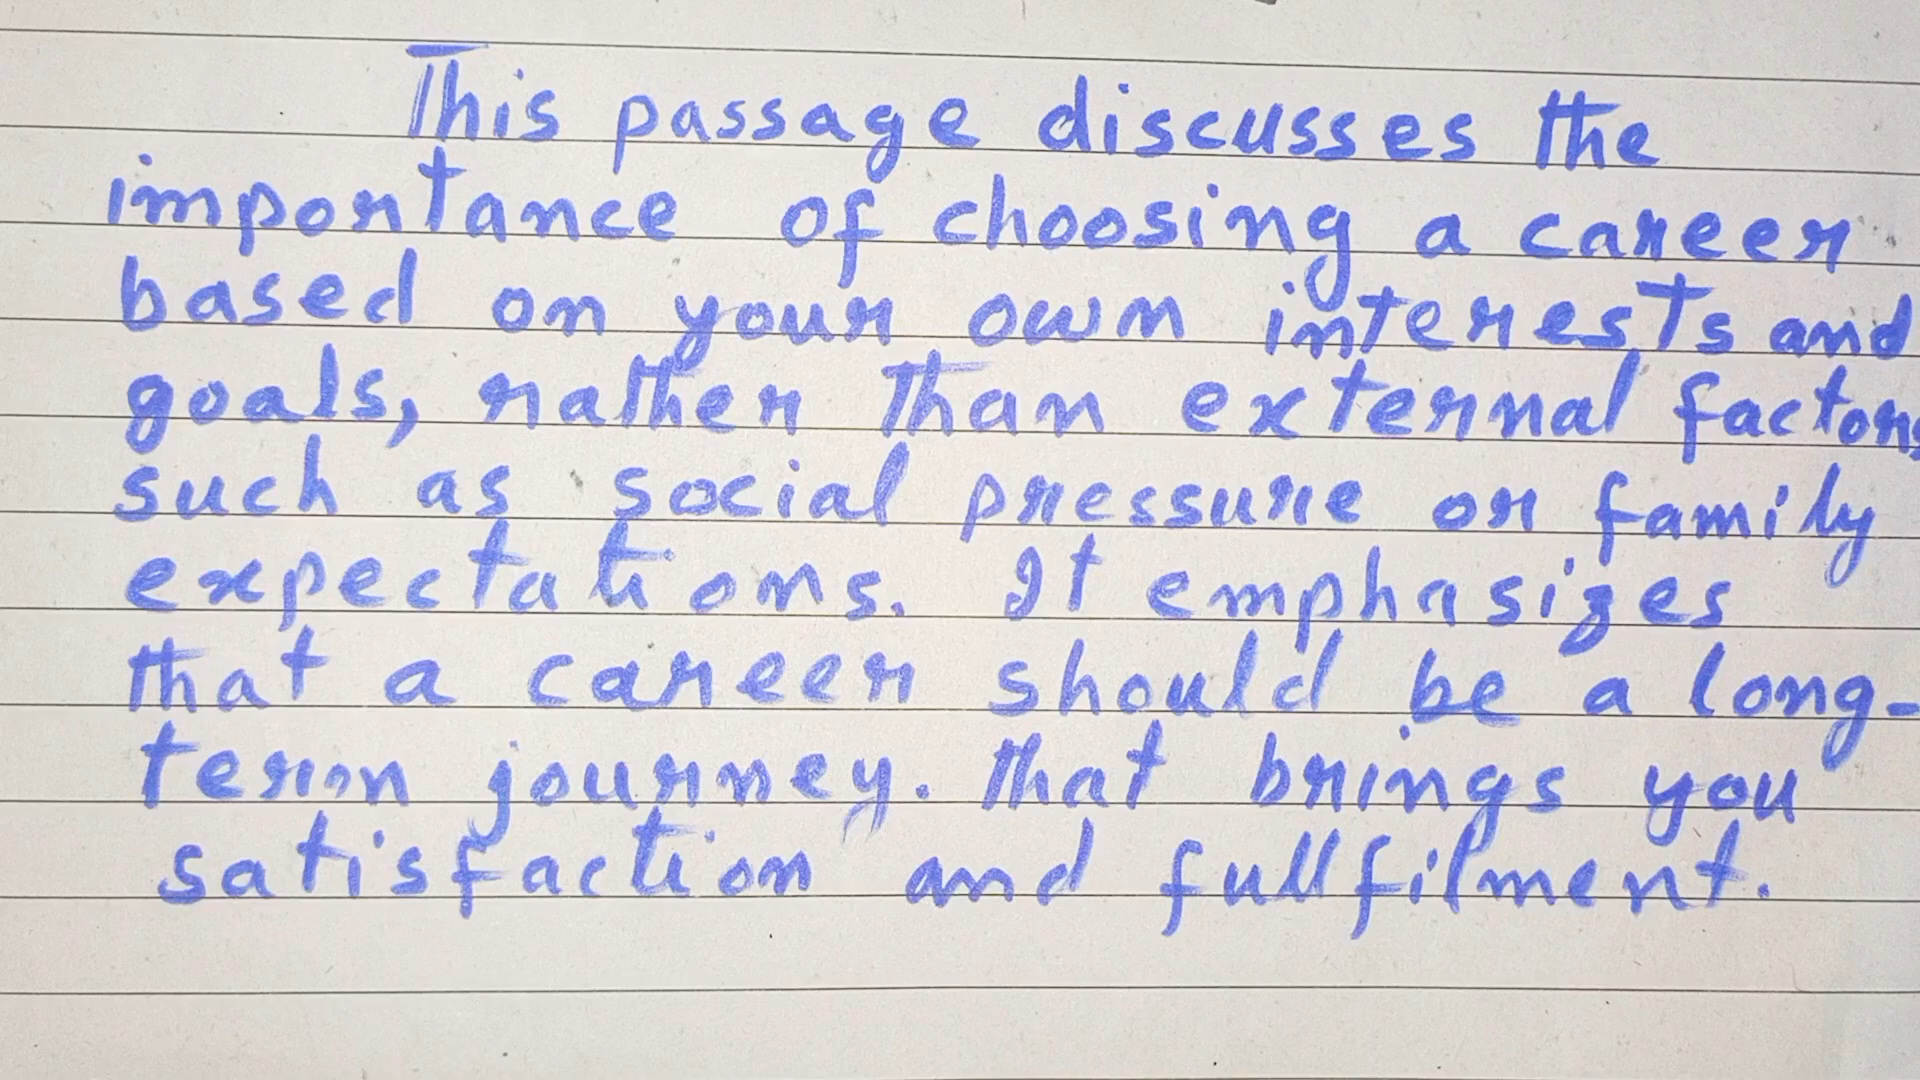 This passage discusses the
importance of choosing a career
based on your own interests and
goals, rather than external factors
such as social pressure or family
expectations. It emphasizes
that a career should be a long-
term journey. that brings you
satisfaction and fullfilment.